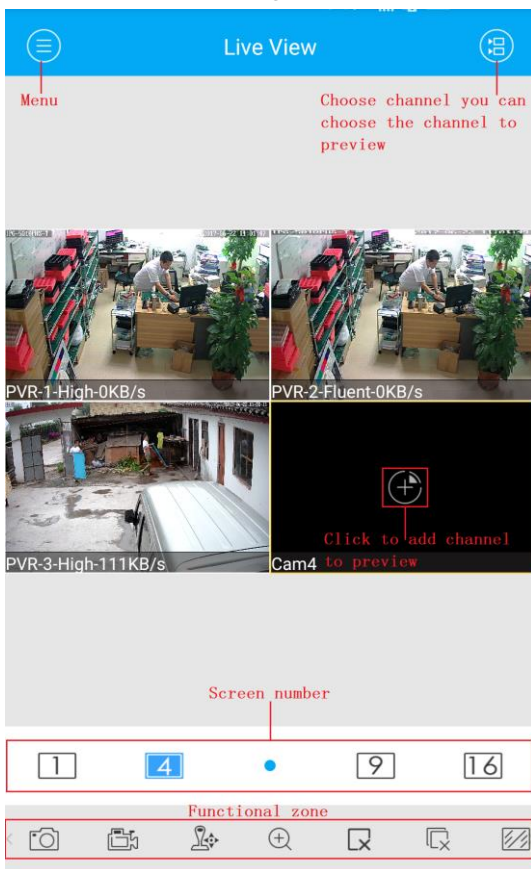 Live View
Menu
Choose channel you can
choose the channel to
preview
PVR-1-High-0KB/s
PVR-2-Fluent-0KB/s
Click to add channel
to preview
PVR-3-High-111KB/s
Cam4
Screen number
1
4
9
16
Functional zone